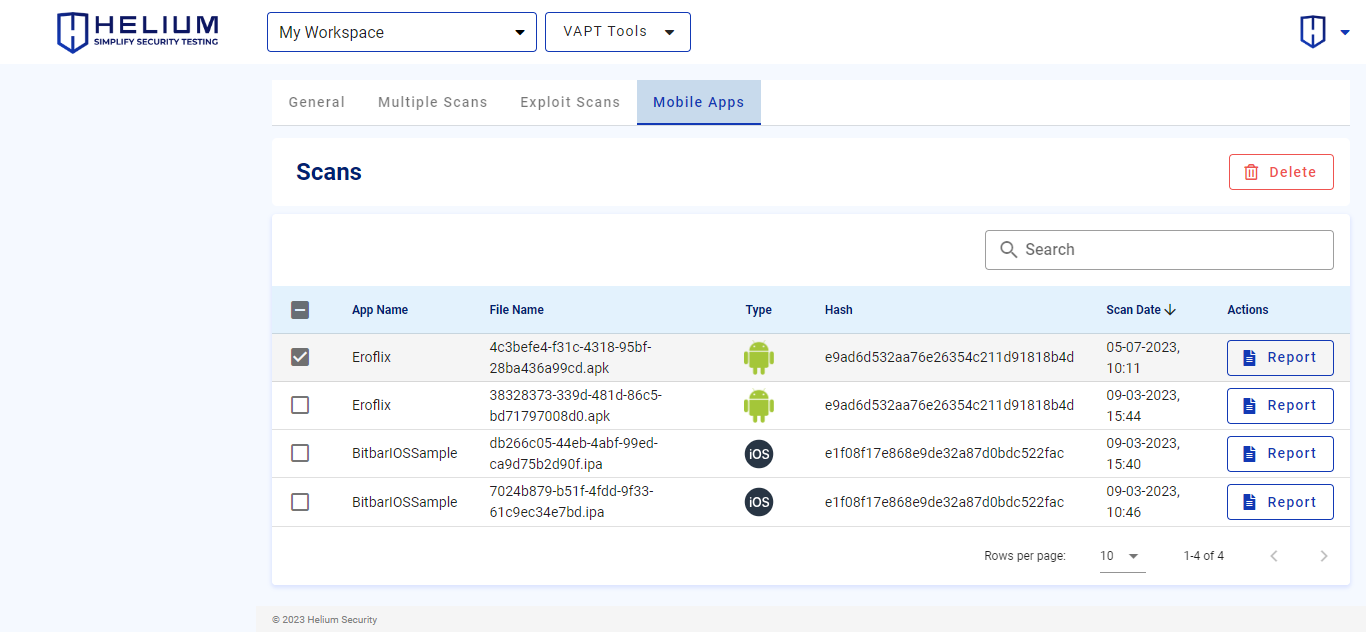 HELIUM
SIMPLIFY SECURITY TESTING
My Workspace
VAPT Tools
General
Multiple Scans
Exploit Scans
Mobile Apps
Scans
Delete
Search
App Name File Name Type Hash Scan Date Actions
Eroflix 4c3befe4-f31c-4318-95bf- e9ad6d532aa76e26354c211d91818b4d 05-07-2023, Report
28ba436a99cd.apk 10:11
Eroflix 38328373-339d-481d-86c5- e9ad6d532aa76e26354c211d91818b4d 09-03-2023, Report
bd71797008d0.apk 15:44
BitbarIOSSample db266c05-44eb-4abf-99ed- iOS e1f08f17e868e9de32a87d0bdc522fac 09-03-2023, Report
ca9d75b2d90f.ipa 15:40
BitbarIOSSample 7024b879-b51f-4fdd-9f33- iOS e1f08f17e868e9de32a87d0bdc522fac 09-03-2023, Report
61c9ec34e7bd.ipa 10:46
Rows per page: 10 1-4 of 4
© 2023 Helium Security